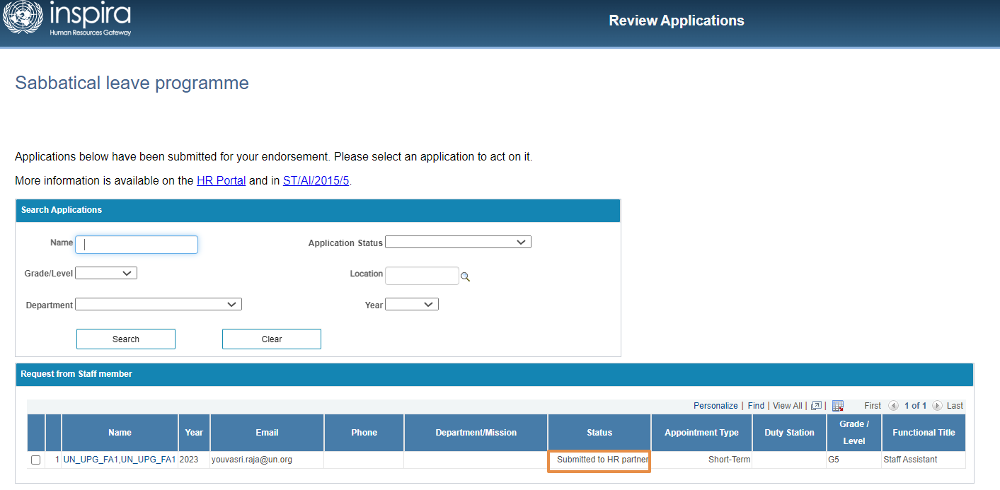 inspira
Human Resources Gateway
Review Applications
Sabbatical leave programme
Applications below have been submitted for your endorsement. Please select an application to act on it.
More information is available on the HR Portal and in ST/AI/2015/5.
Search Applications
Name
Application Status
Grade/Level
Location
Department
Year
Search
Clear
Request from Staff member
Personalize | Find | View All | | First 1 of 1 Last
Name Year Email Phone Department/Mission Status Appointment Type Duty Station Grade / Level Functional Title
1 UN_UPG_FA1,UN_UPG_FA1 2023 youvasri.raja@un.org Submitted to HR partner Short-Term G5 Staff Assistant